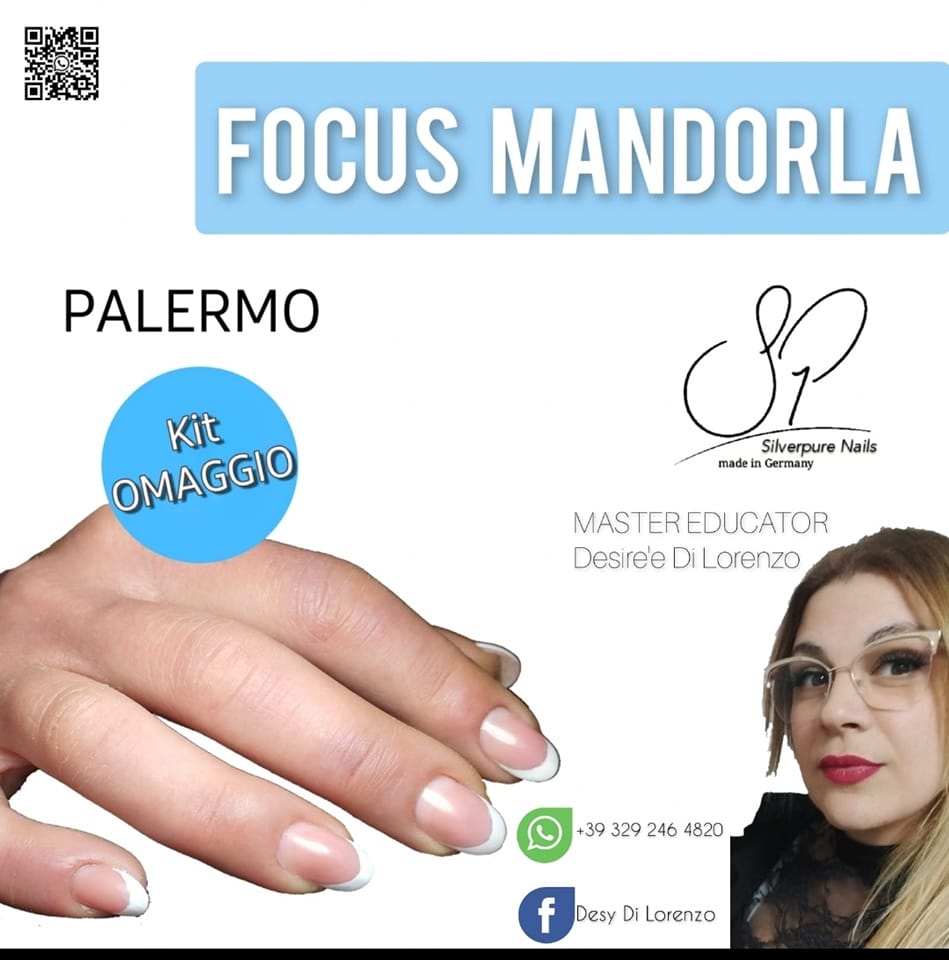 FOCUS MANDORLA
PALERMO
Kit
OMAGGIO
SP
Silverpure Nails
made in Germany
MASTER EDUCATOR
Desire'e Di Lorenzo
+39 329 246 4820
Desy Di Lorenzo